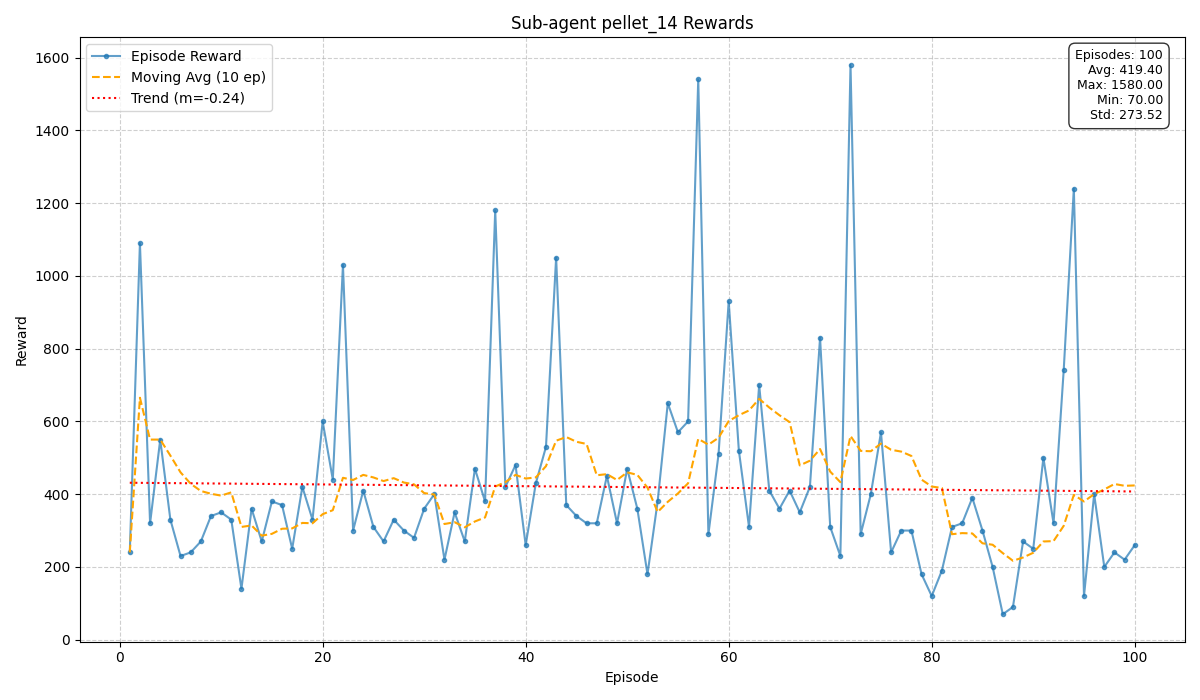 Sub-agent pellet_14 Rewards
Episode Reward
Moving Avg (10 ep)
Trend (m=-0.24)
Episodes: 100
Avg: 419.40
Max: 1580.00
Min: 70.00
Std: 273.52
1600
1400
1200
1000
800
600
400
200
0
Reward
0 20 40 60 80 100
Episode